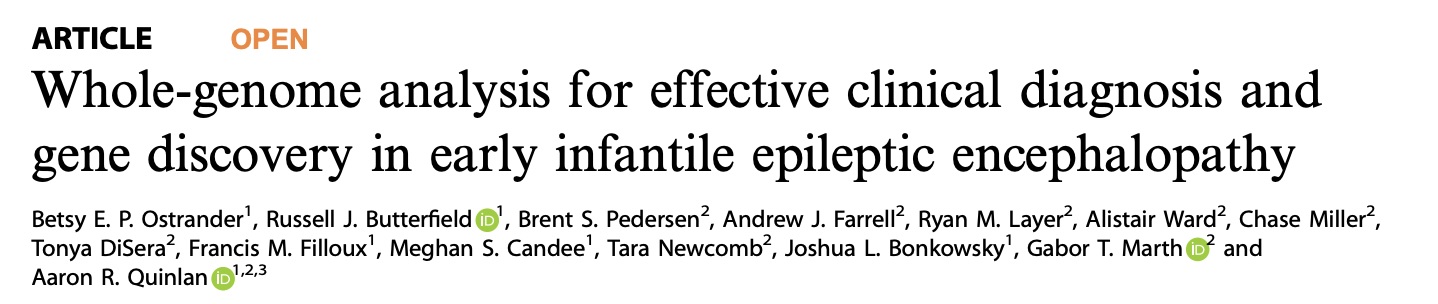 ARTICLE OPEN
Whole-genome analysis for effective clinical diagnosis and
gene discovery in early infantile epileptic encephalopathy
Betsy E. P. Ostrander¹, Russell J. Butterfield iD¹, Brent S. Pedersen², Andrew J. Farrell², Ryan M. Layer², Alistair Ward², Chase Miller²,
Tonya DiSera², Francis M. Filloux¹, Meghan S. Candee¹, Tara Newcomb², Joshua L. Bonkowsky¹, Gabor T. Marth iD² and
Aaron R. Quinlan iD¹,²,³